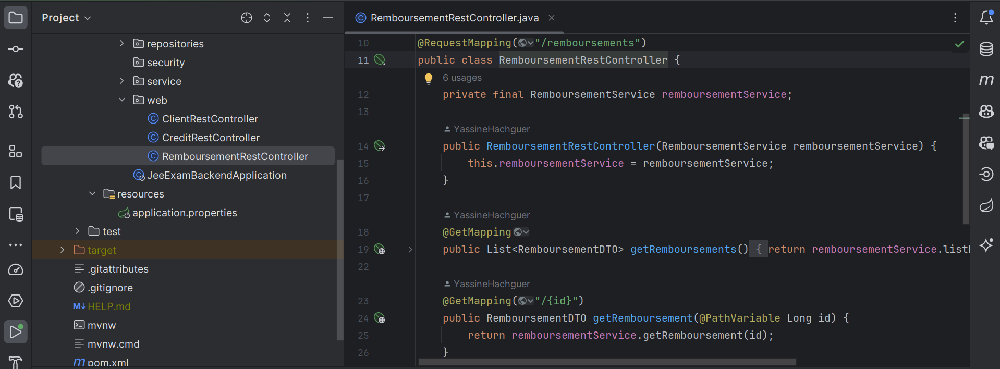 Project
repositories
security
service
web
ClientRestController
CreditRestController
RemboursementRestController
JeeExamBackendApplication
resources
application.properties
test
target
.gitattributes
.gitignore
M↓ HELP.md
mvnw
mvnw.cmd
m pom.xml
RemboursementRestController.java
10 @RequestMapping("/remboursements")
11 public class RemboursementRestController {
6 usages
12 private final RemboursementService remboursementService;
13
YassineHachguer
14 public RemboursementRestController(RemboursementService remboursementService) {
15 this.remboursementService = remboursementService;
16 }
17
YassineHachguer
18 @GetMapping
19 public List<RemboursementDTO> getRemboursements() { return remboursementService.list
22
YassineHachguer
23 @GetMapping("/{id}")
24 public RemboursementDTO getRemboursement(@PathVariable Long id) {
25 return remboursementService.getRemboursement(id);
26 }
m